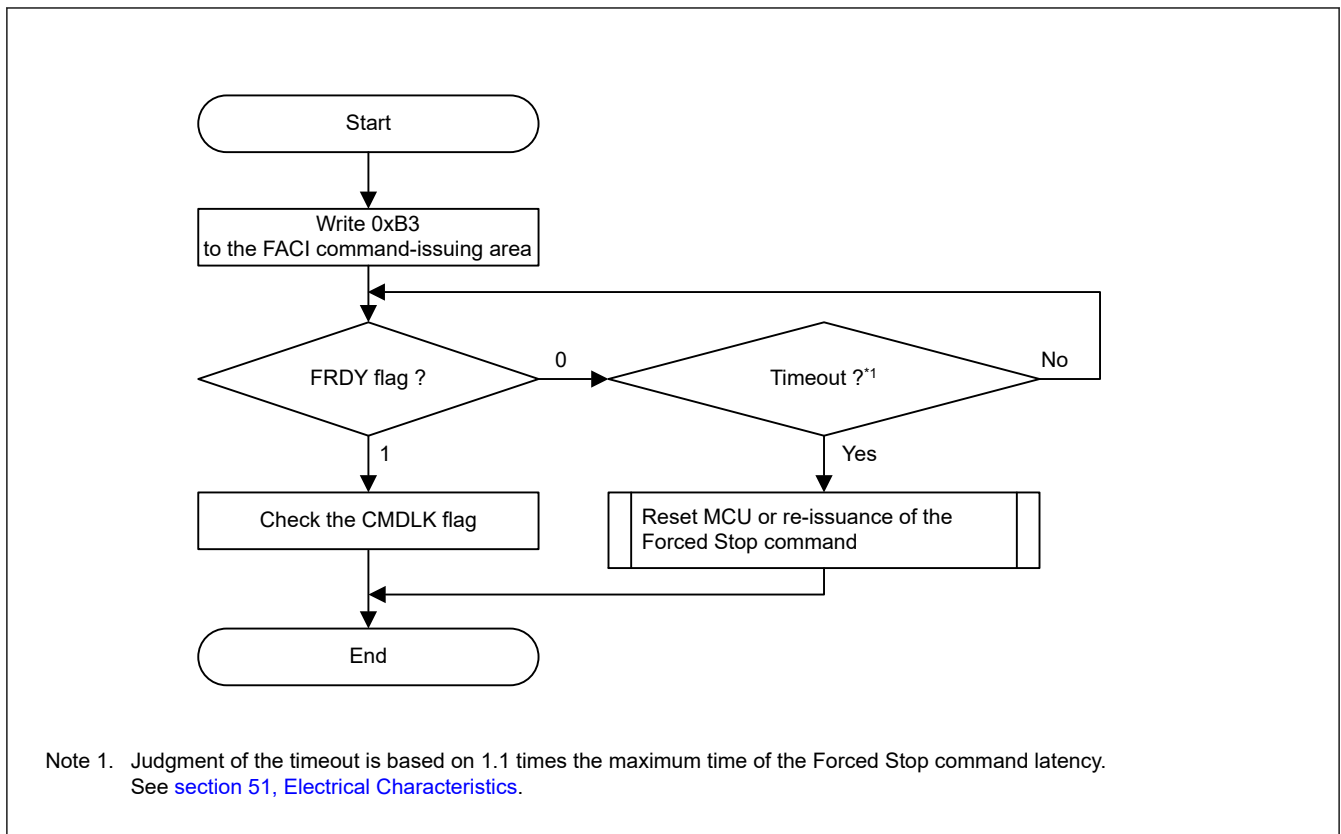 Start
Write 0xB3
to the FACI command-issuing area
FRDY flag ?
0
Timeout ?*1
No
1
Yes
Check the CMDLK flag
Reset MCU or re-issuance of the
Forced Stop command
End
Note 1. Judgment of the timeout is based on 1.1 times the maximum time of the Forced Stop command latency.
See section 51, Electrical Characteristics.